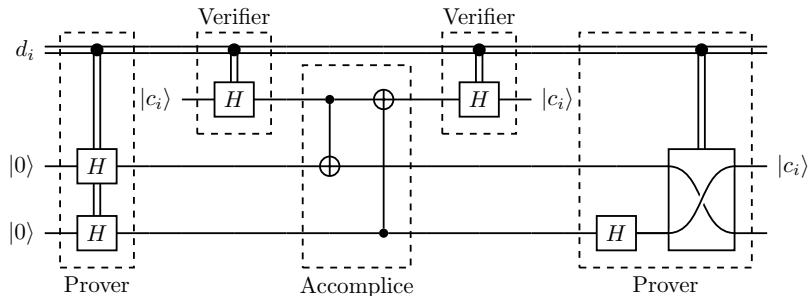 Verifier Verifier
d_i
|c_i⟩ H H |c_i⟩
|0⟩ H |c_i⟩
|0⟩ H H
Prover Accomplice Prover